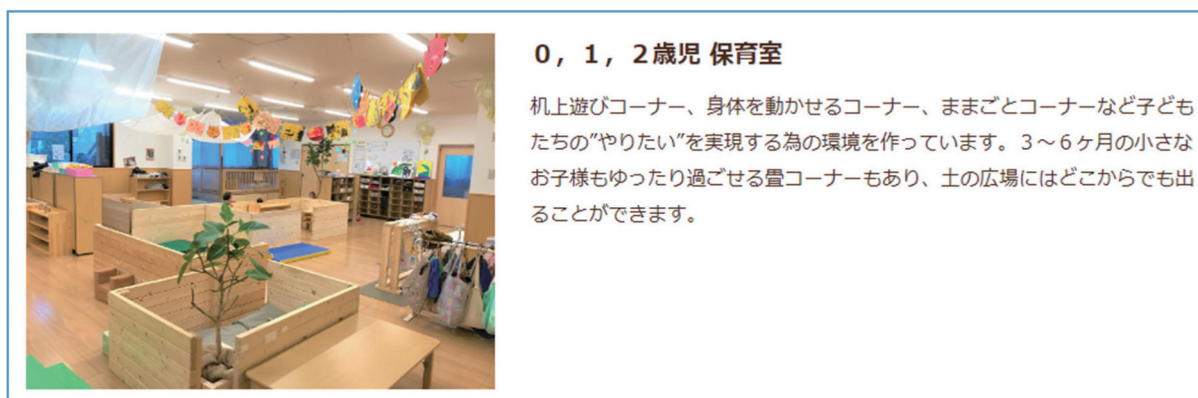 ０，１，２歳児 保育室
机上遊びコーナー、身体を動かせるコーナー、ままごとコーナーなど子ども
たちの”やりたい”を実現する為の環境を作っています。３～６ヶ月の小さな
お子様もゆったり過ごせる畳コーナーもあり、土の広場にはどこからでも出
ることができます。